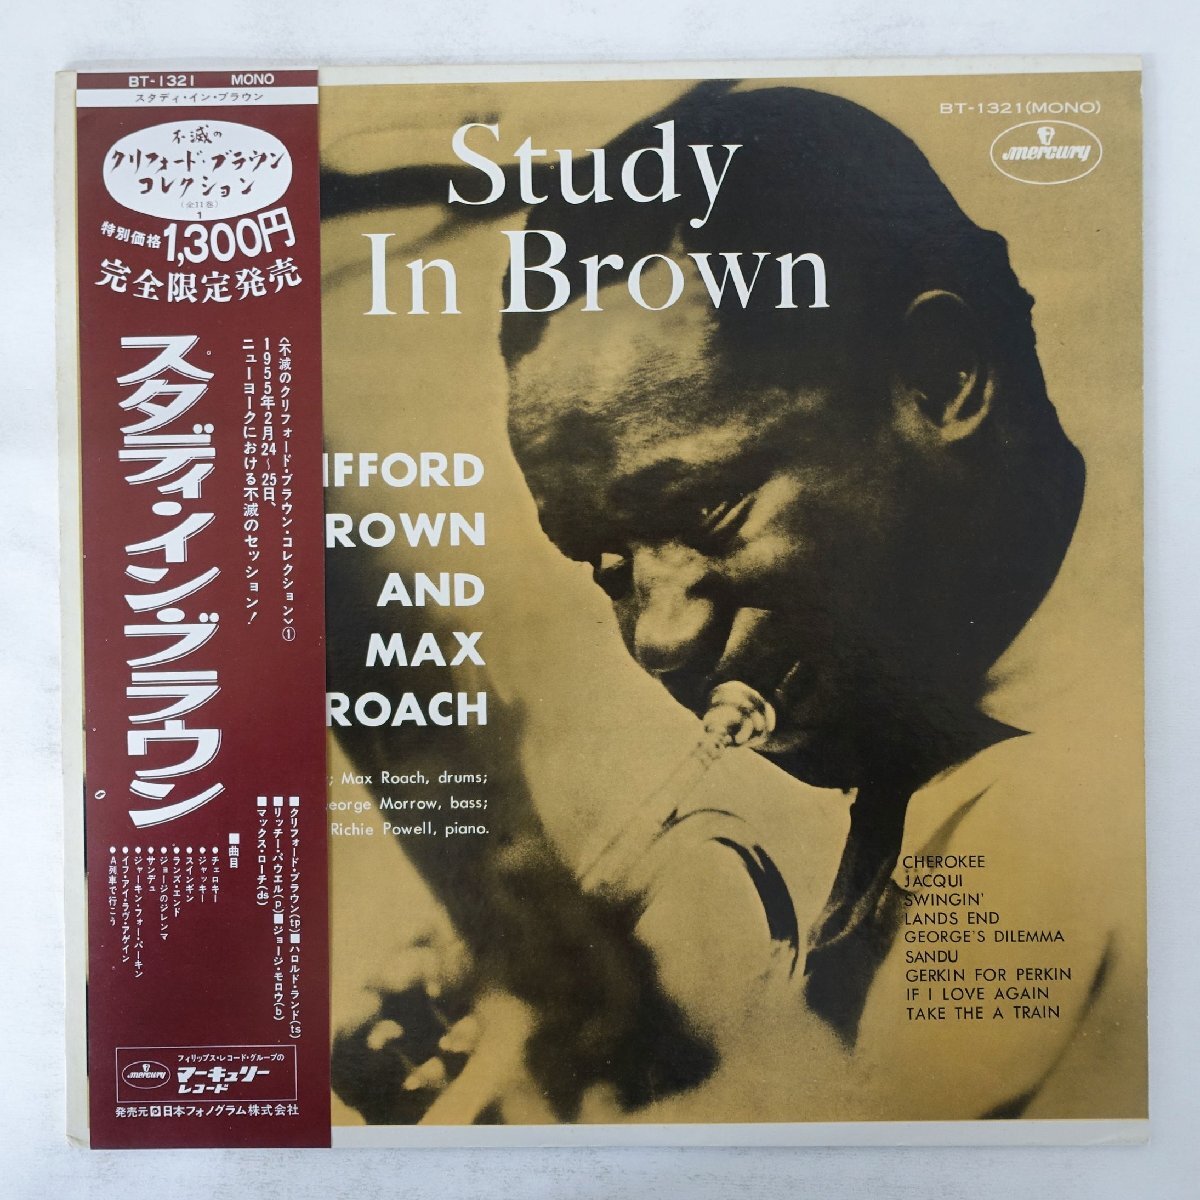 BT-1321 MONO
スタディ・イン・ブラウン
不滅の
クリフォード・ブラウン
コレクション
(全11巻)
1
特別価格1,300円
完全限定発売
〈不滅のクリフォード・ブラウン・コレクション〉①
1955年2月24〜25日、
ニューヨークにおける不滅のセッション!
スタディ・イン・ブラウン
■クリフォード・ブラウン(tp)■ハロルド・ランド(ts)
■リッチー・パウエル(p)■ジョージ・モロウ(b)
■マックス・ローチ(ds)
■曲目
●チェロキー
●ジャッキー
●スインギン
●ランズ・エンド
●ジョージのジレンマ
●サンデュ
●ジャーキン・フォー・パーキン
●イフ・アイ・ラヴ・アゲイン
●A列車で行こう
mercury
フィリップス・レコード・グループの
マーキュリー
レコード
発売元 日本フォノグラム株式会社
BT-1321(MONO)
mercury
Study
In Brown
IFFORD
ROWN
AND
MAX
ROACH
; Max Roach, drums;
eorge Morrow, bass;
Richie Powell, piano.
CHEROKEE
JACQUI
SWINGIN'
LANDS END
GEORGE'S DILEMMA
SANDU
GERKIN FOR PERKIN
IF I LOVE AGAIN
TAKE THE A TRAIN